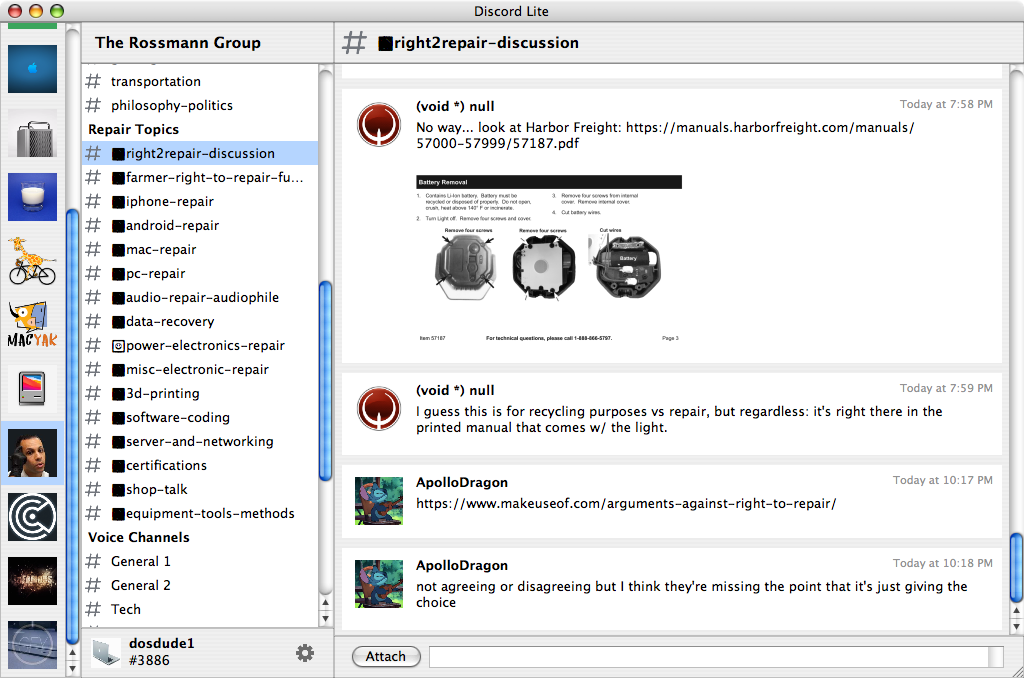 Discord Lite
The Rossmann Group
right2repair-discussion
transportation
philosophy-politics
Repair Topics
right2repair-discussion
farmer-right-to-repair-fu...
iphone-repair
android-repair
mac-repair
pc-repair
audio-repair-audiophile
data-recovery
power-electronics-repair
misc-electronic-repair
3d-printing
software-coding
server-and-networking
certifications
shop-talk
equipment-tools-methods
Voice Channels
General 1
General 2
Tech
MACYAK
dosdude1
#3886
(void *) null
Today at 7:58 PM
No way... look at Harbor Freight: https://manuals.harborfreight.com/manuals/
57000-57999/57187.pdf
Battery Removal
1. Contains Li-Ion battery. Battery must be
recycled or disposed of properly. Do not open,
crush, heat above 140° F or incinerate.
2. Turn Light off. Remove four screws and cover.
3. Remove four screws from internal
cover. Remove internal cover.
4. Cut battery wires.
Remove four screws
Remove four screws
Cut wires
Battery
Item 57187
For technical questions, please call 1-888-866-5797.
Page 3
(void *) null
Today at 7:59 PM
I guess this is for recycling purposes vs repair, but regardless: it's right there in the
printed manual that comes w/ the light.
ApolloDragon
Today at 10:17 PM
https://www.makeuseof.com/arguments-against-right-to-repair/
ApolloDragon
Today at 10:18 PM
not agreeing or disagreeing but I think they're missing the point that it's just giving the
choice
Attach